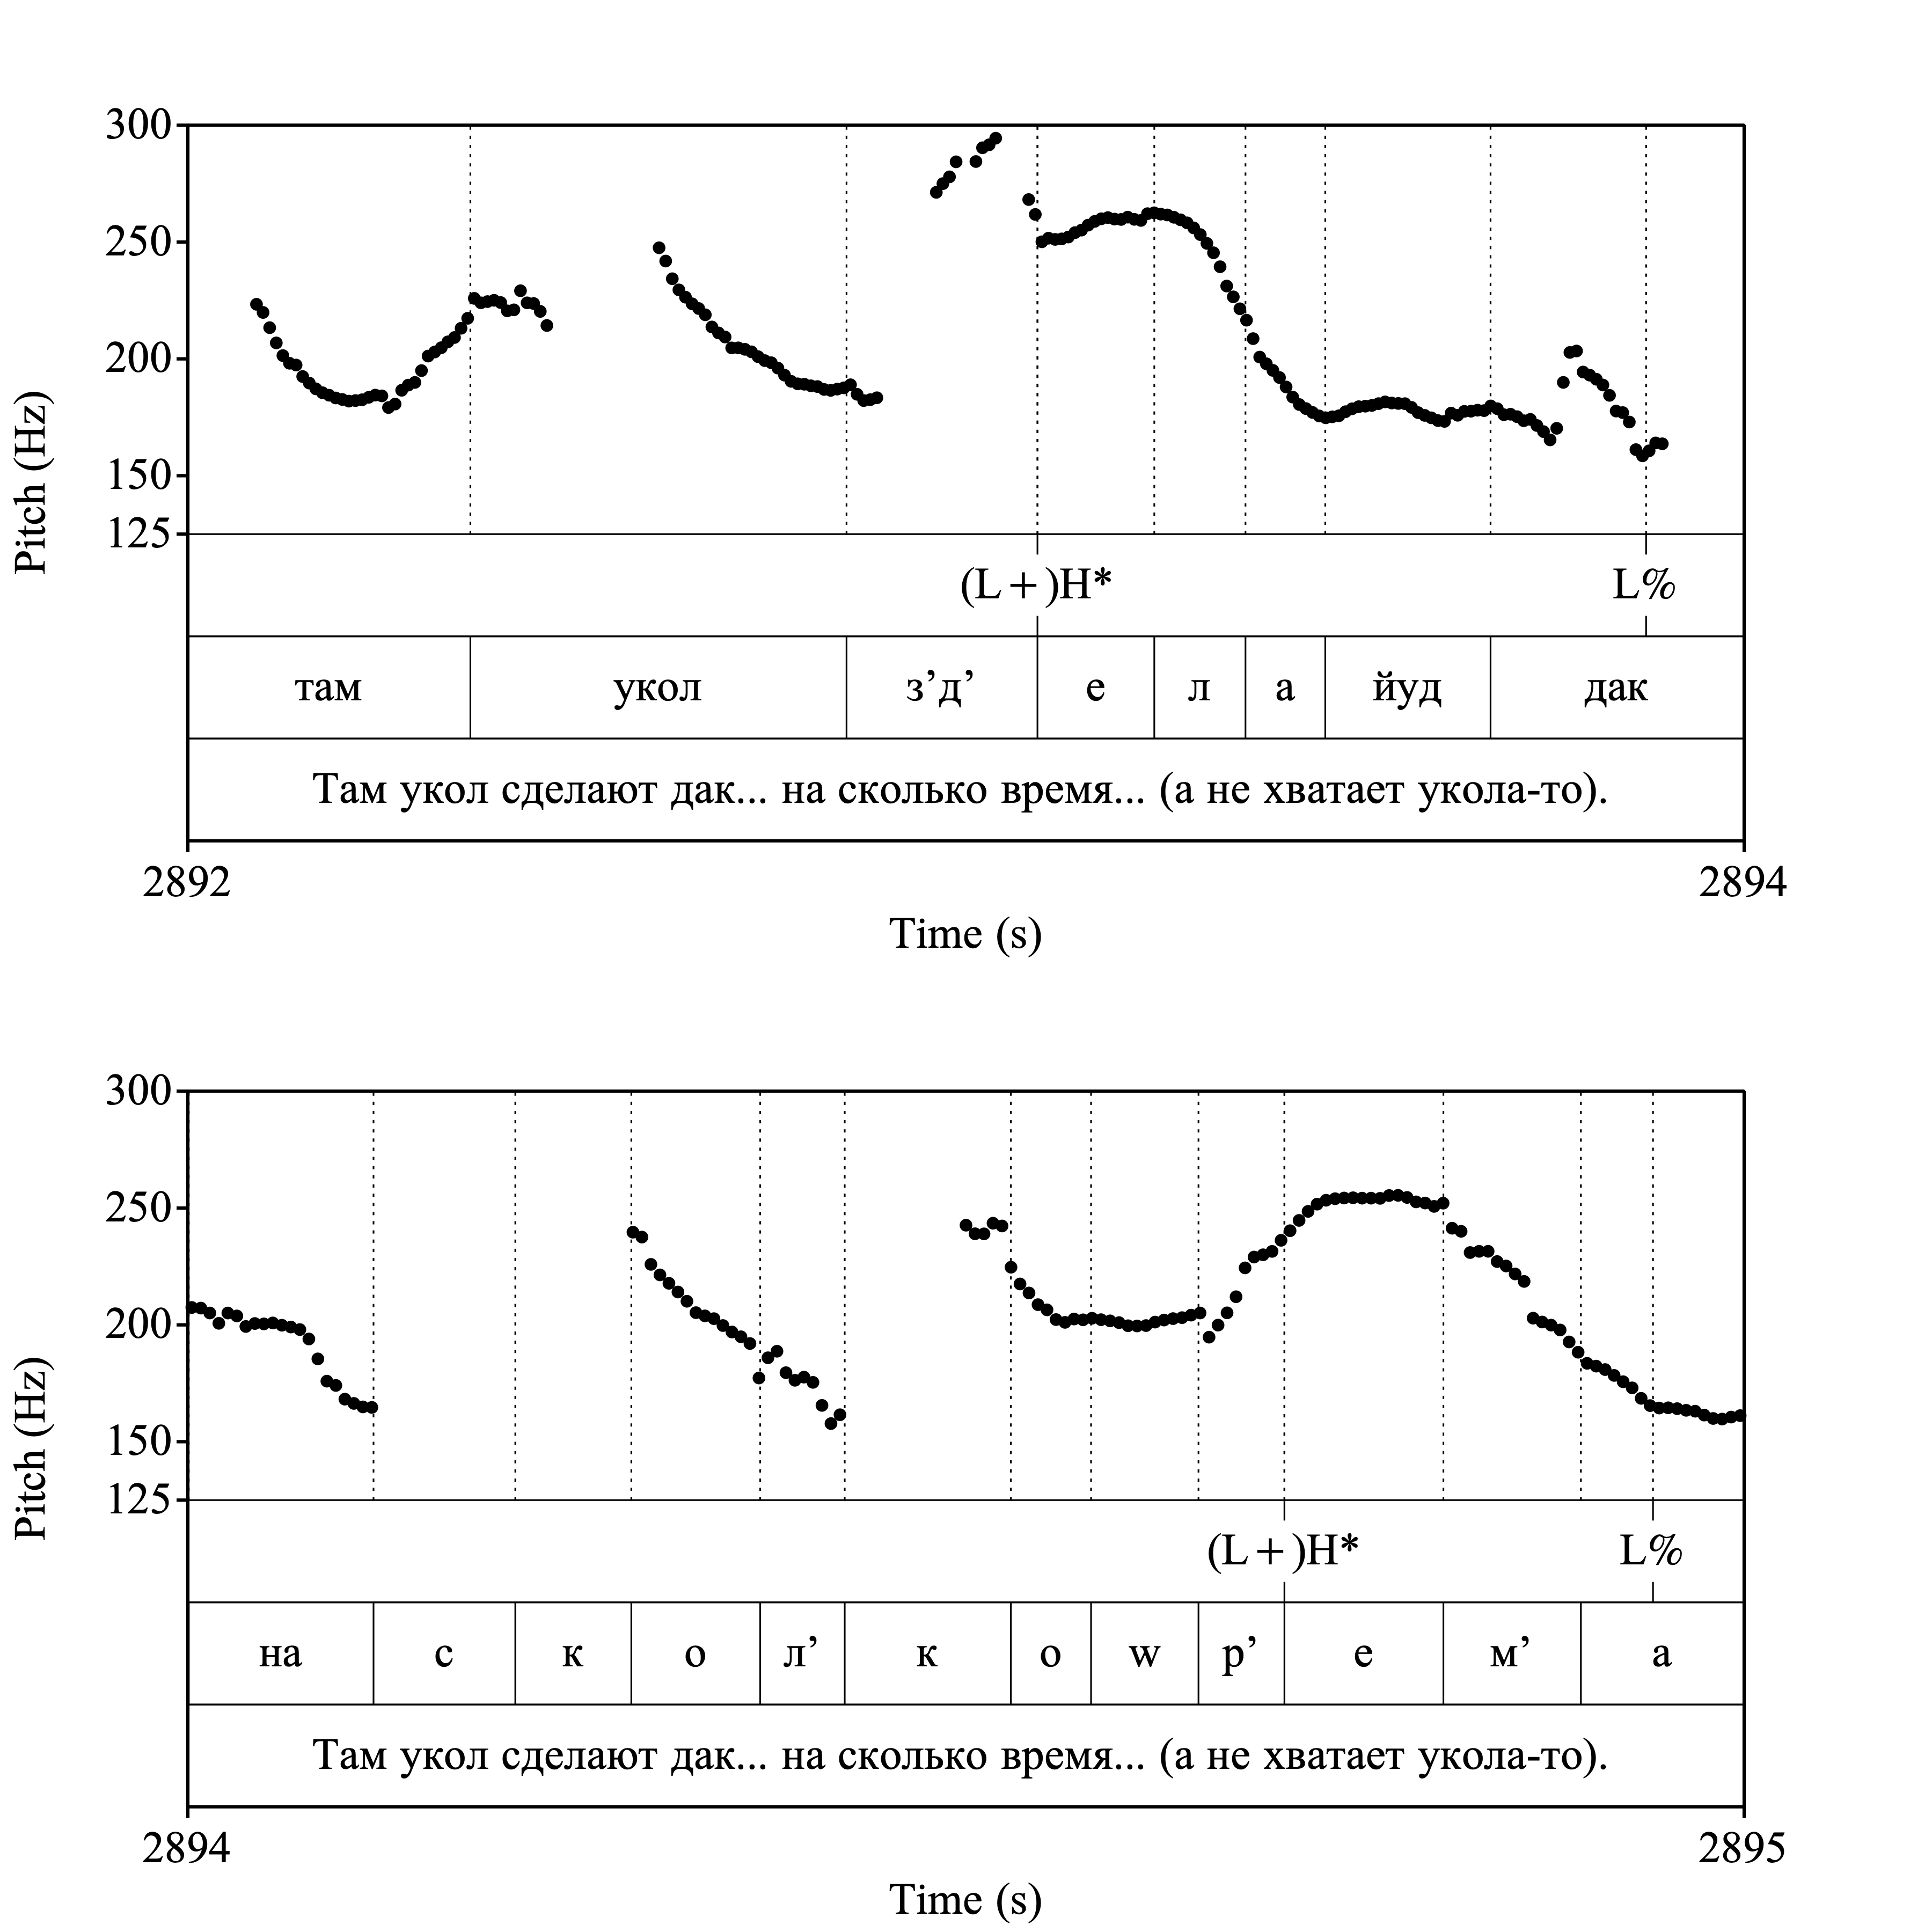 300
250
200
150
125
Pitch (Hz)
(L+)H* L%
там укол з’д’ е л а йуд дак
Там укол сделают дак... на сколько время... (а не хватает укола-то).
2892 2894
Time (s)
300
250
200
150
125
Pitch (Hz)
(L+)H* L%
на с к о л’ к о w р’ е м’ а
Там укол сделают дак... на сколько время... (а не хватает укола-то).
2894 2895
Time (s)